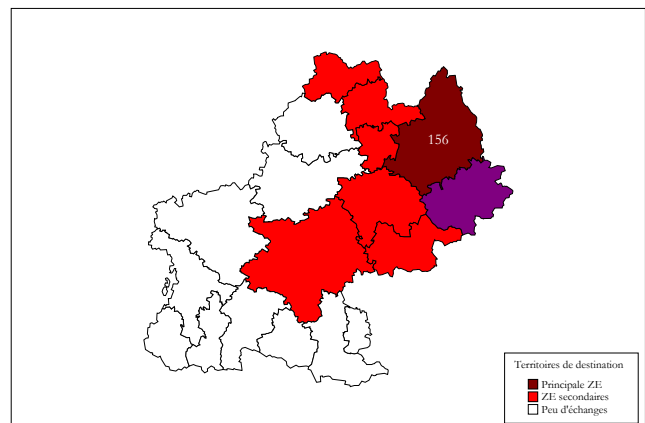 156
Territoires de destination
Principale ZE
ZE secondaires
Peu d'échanges